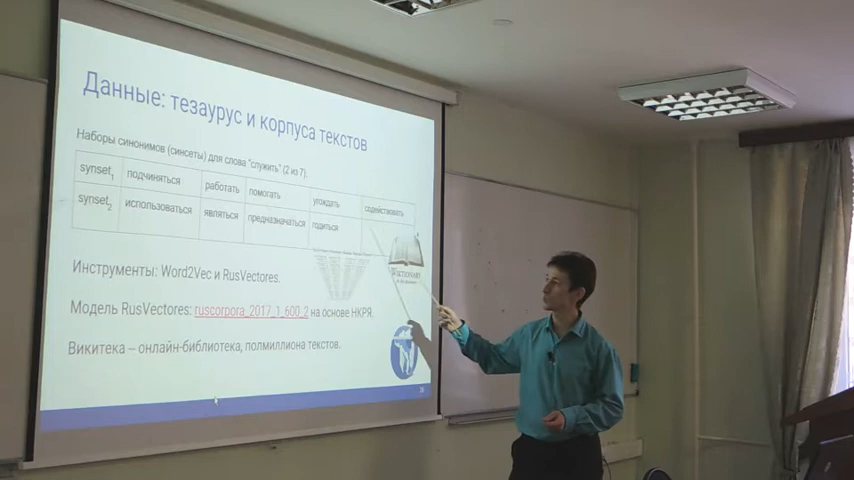 Данные: тезаурус и корпуса текстов
Наборы синонимов (синсеты) для слова "служить" (2 из 7).
synset1 подчиняться работать помогать угождать содействовать
synset2 использоваться являться предназначаться годиться
DICTIONARY
Инструменты: Word2Vec и RusVectores.
Модель RusVectores: ruscorpora_2017_1_600_2 на основе НКРЯ.
Викитека – онлайн-библиотека, полмиллиона текстов.